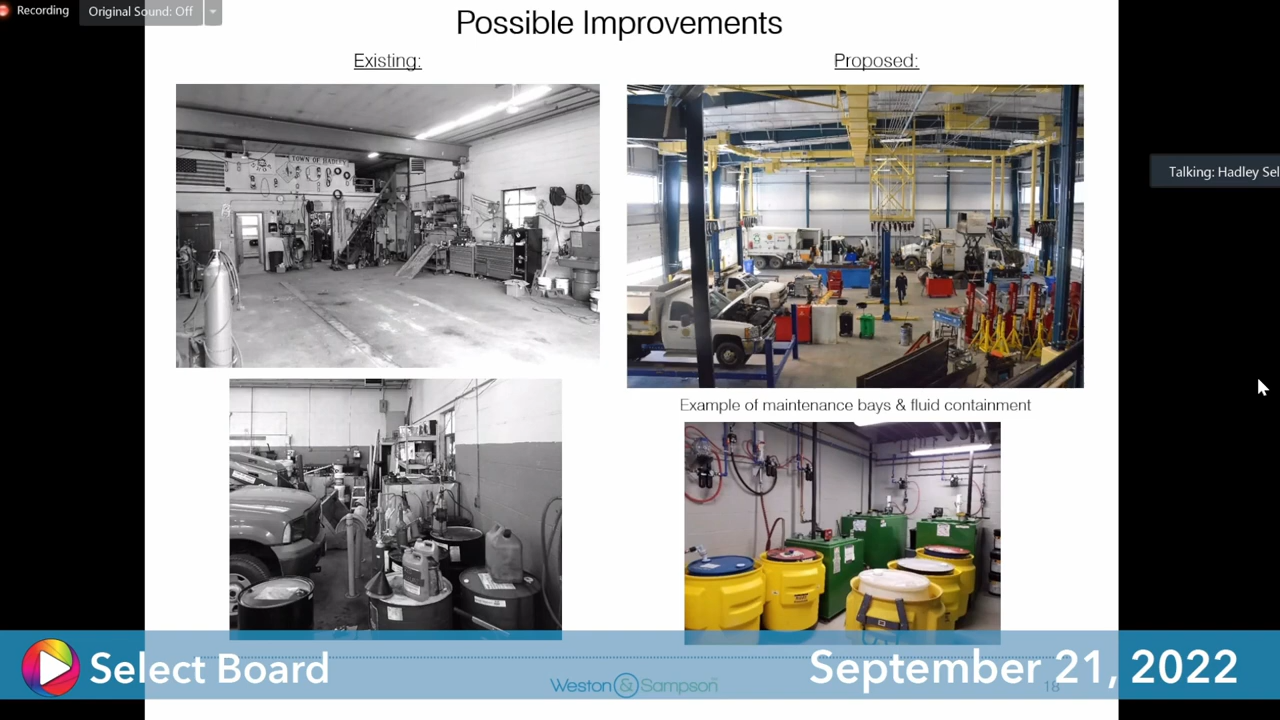 Recording
Original Sound: Off
Possible Improvements
Existing:
Proposed:
TOWN OF HADLEY
Talking: Hadley Sel
Example of maintenance bays & fluid containment
Select Board
September 21, 2022
Weston & Sampson
18